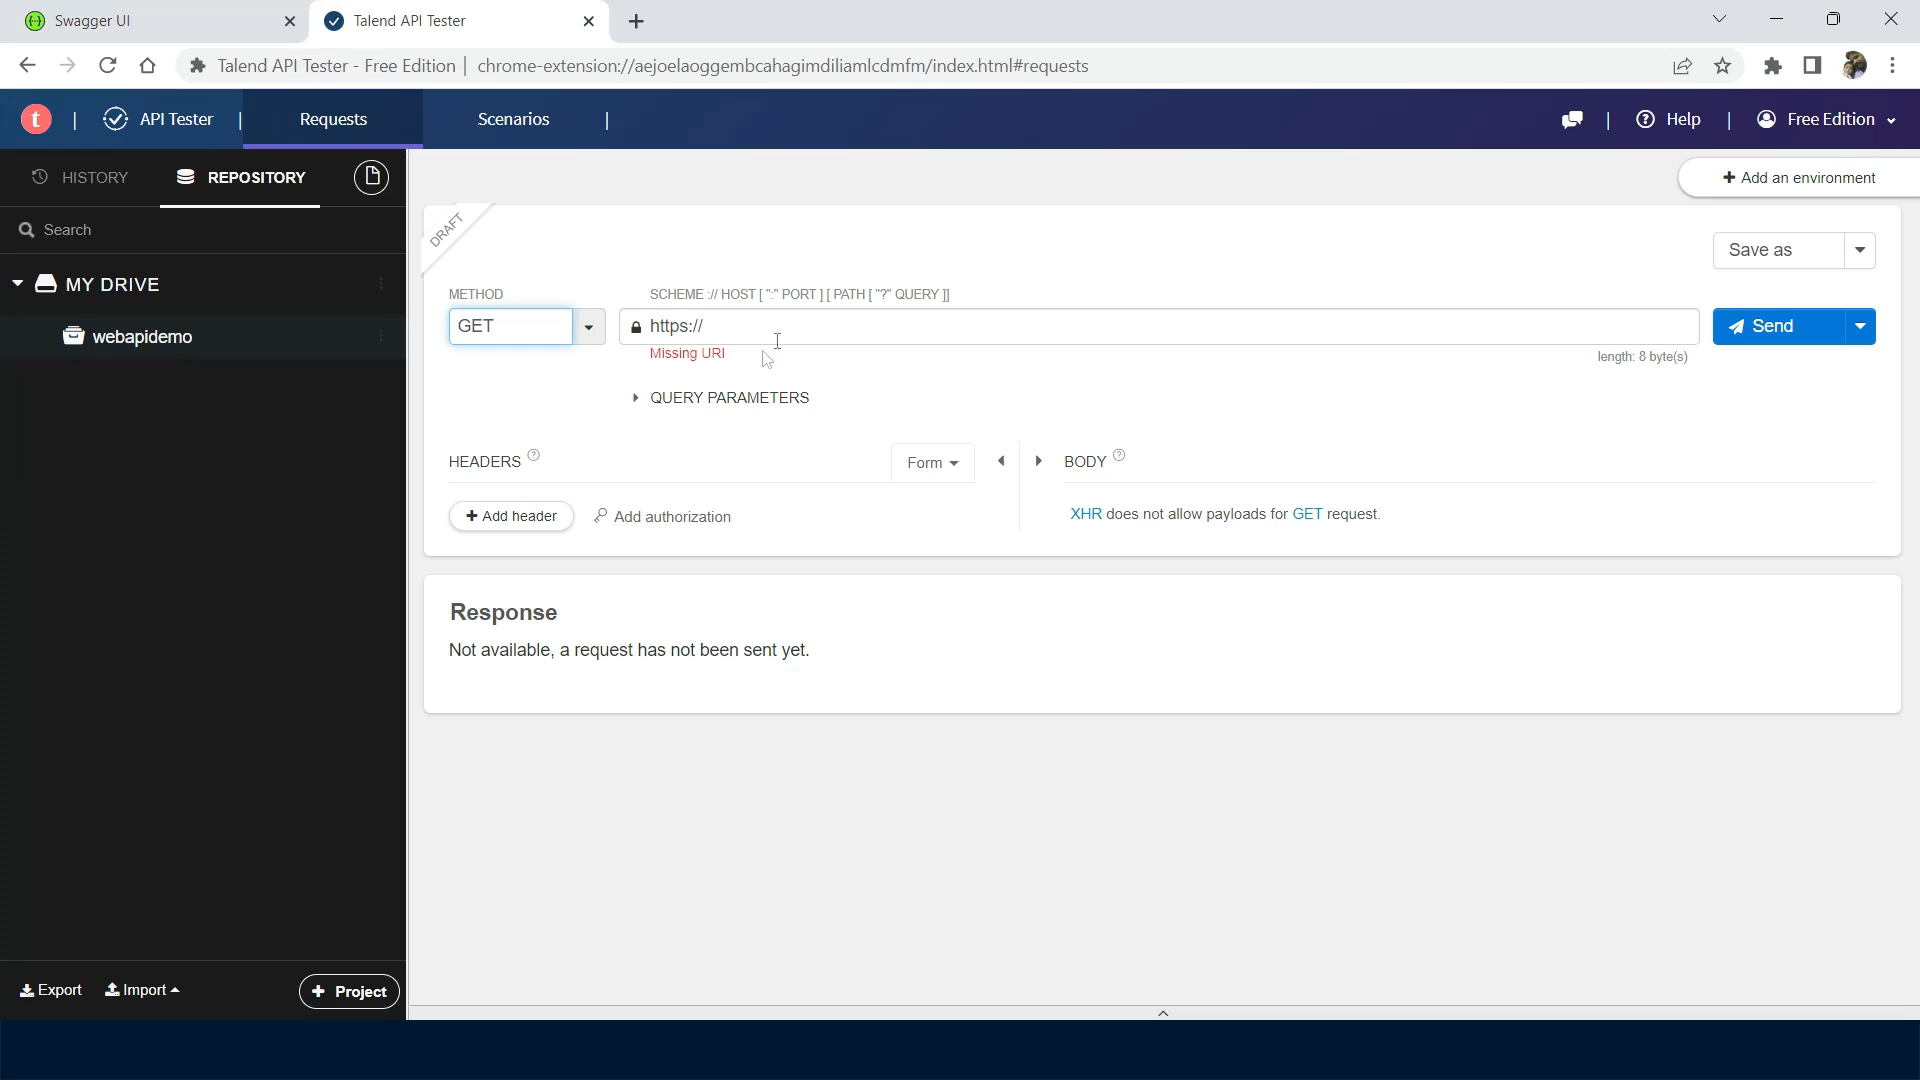 Swagger UI
Talend API Tester
Talend API Tester - Free Edition | chrome-extension://aejoelaoggembcahagimdiliamlcdmfm/index.html#requests
t | API Tester | Requests Scenarios | | Help | Free Edition
HISTORY REPOSITORY
+ Add an environment
Search
DRAFT
Save as
MY DRIVE
METHOD SCHEME :// HOST [ ":" PORT ] [ PATH [ "?" QUERY ]]
GET https:// Send
webapidemo
Missing URI
length: 8 byte(s)
QUERY PARAMETERS
HEADERS ? Form BODY ?
+ Add header Add authorization
XHR does not allow payloads for GET request.
Response
Not available, a request has not been sent yet.
Export Import + Project